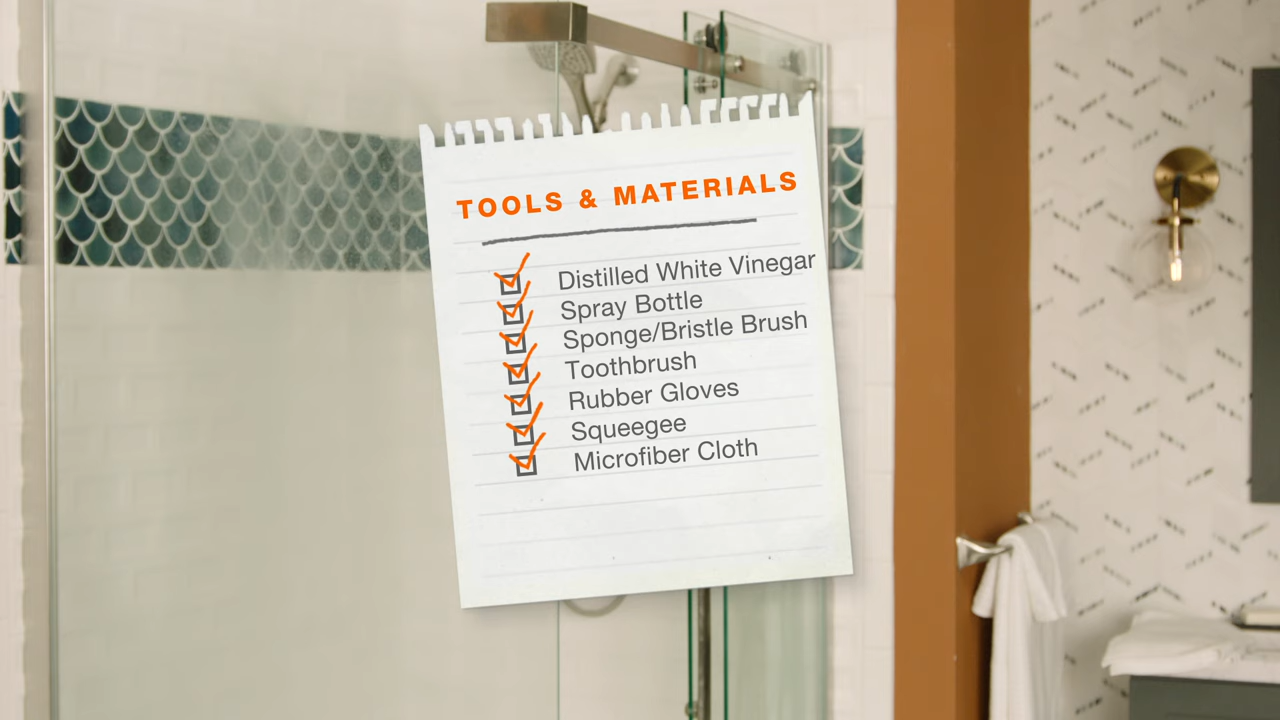 TOOLS & MATERIALS
Distilled White Vinegar
Spray Bottle
Sponge/Bristle Brush
Toothbrush
Rubber Gloves
Squeegee
Microfiber Cloth